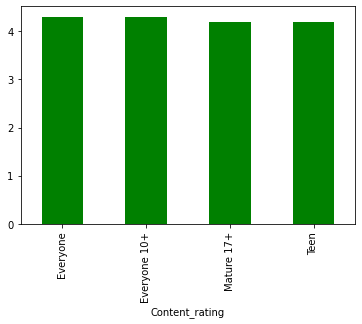 4
3
2
1
0
Everyone
Everyone 10+
Mature 17+
Teen
Content_rating